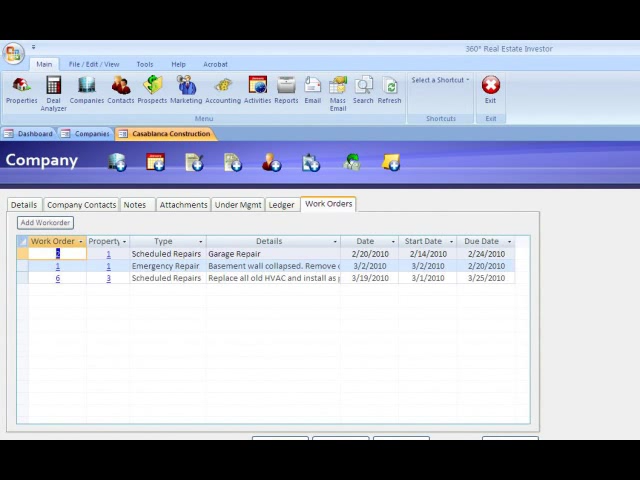 360° Real Estate Investor
Main File / Edit / View Tools Help Acrobat
Properties Deal Analyzer Companies Contacts Prospects Marketing Accounting Activities Reports Email Mass Email Search Refresh Select a Shortcut Exit
Menu Shortcuts Exit
Dashboard Companies Casablanca Construction
Company
Details Company Contacts Notes Attachments Under Mgmt Ledger Work Orders
Add Workorder
Work Order Property Type Details Date Start Date Due Date
2 1 Scheduled Repairs Garage Repair 2/20/2010 2/14/2010 2/24/2010
1 1 Emergency Repair Basement wall collapsed. Remove 3/2/2010 3/2/2010 2/20/2010
6 3 Scheduled Repairs Replace all old HVAC and install as 3/19/2010 3/1/2010 3/25/2010